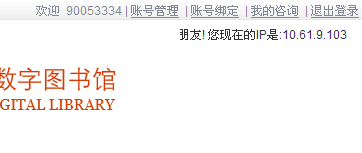 欢迎 90053334 | 账号管理 | 账号绑定 | 我的咨询 | 退出登录
朋友! 您现在的IP是:10.61.9.103
数字图书馆
GITAL LIBRARY